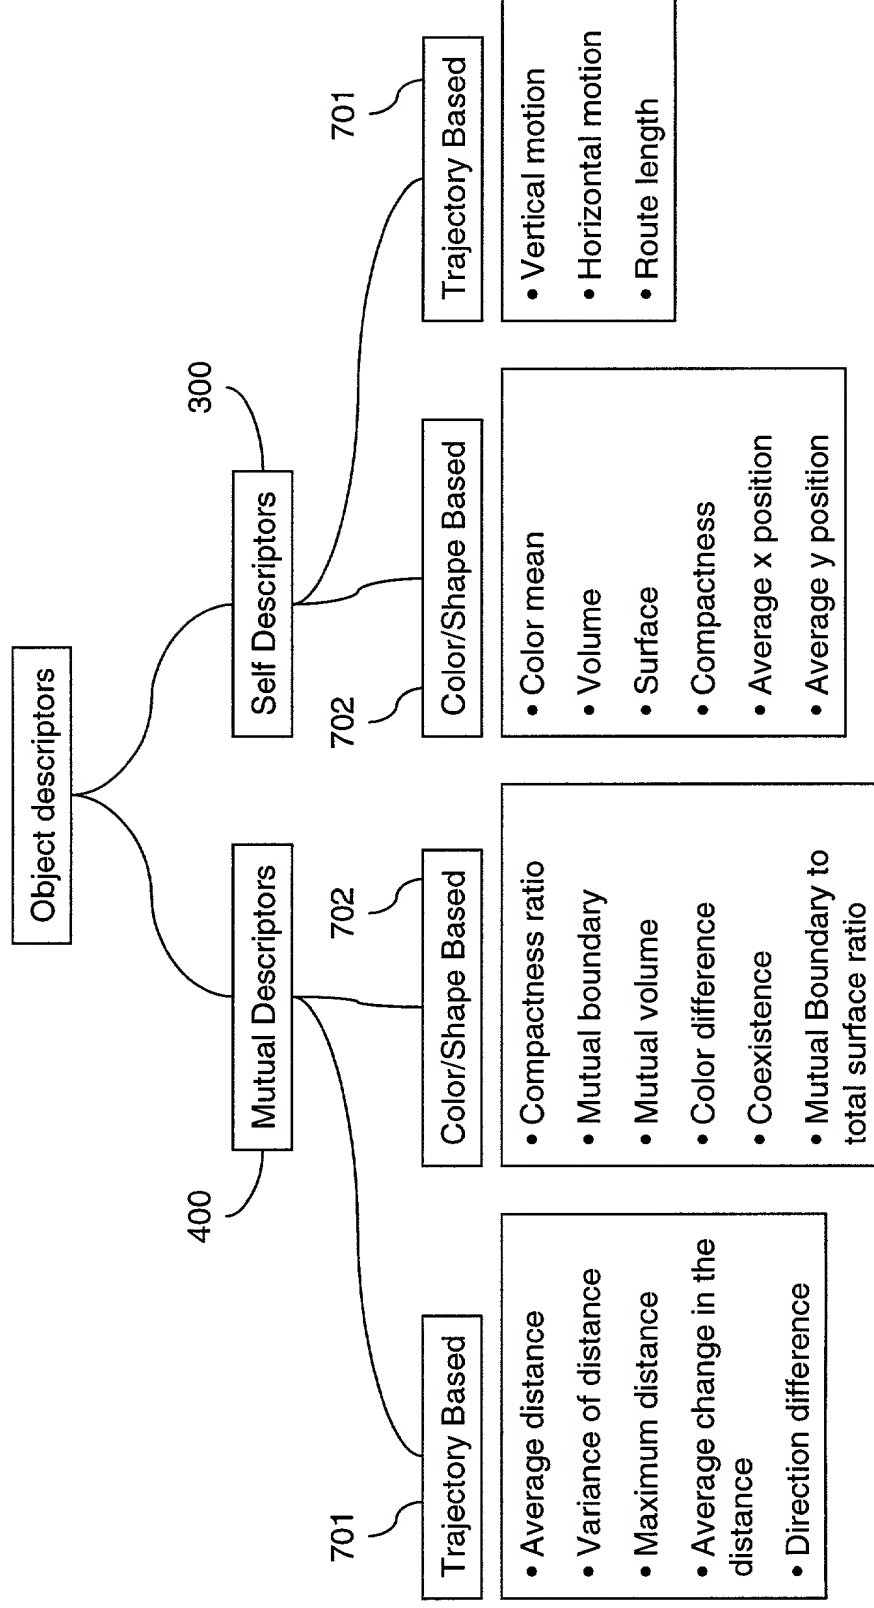 Object descriptors
400
Mutual Descriptors
Self Descriptors
300
701
Trajectory Based
• Average distance
• Variance of distance
• Maximum distance
• Average change in the
distance
• Direction difference
702
Color/Shape Based
• Compactness ratio
• Mutual boundary
• Mutual volume
• Color difference
• Coexistence
• Mutual Boundary to
total surface ratio
702
Color/Shape Based
• Color mean
• Volume
• Surface
• Compactness
• Average x position
• Average y position
701
Trajectory Based
• Vertical motion
• Horizontal motion
• Route length